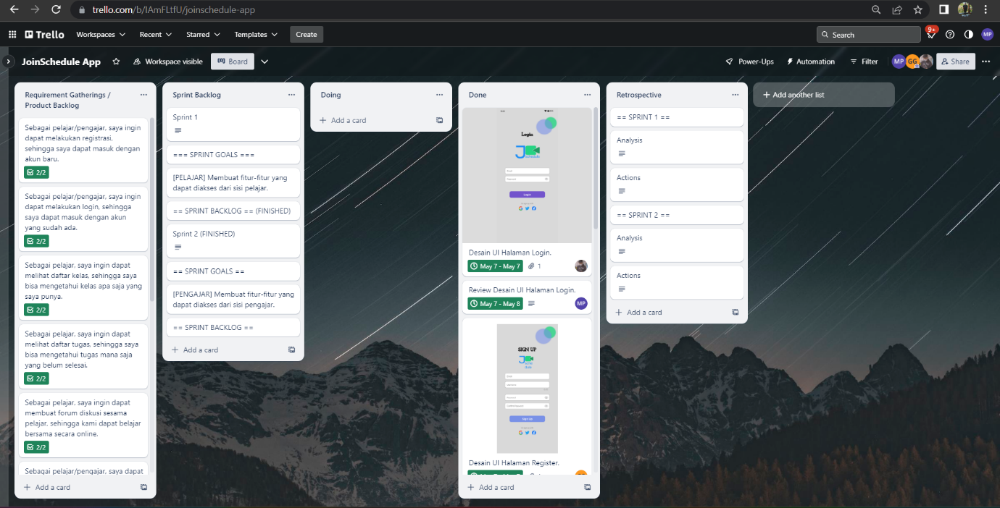 trello.com/b/IAmFLtfU/joinschedule-app
Trello
Workspaces
Recent
Starred
Templates
Create
Search
9+
MP
JoinSchedule App
Workspace visible
Board
Power-Ups
Automation
Filter
MP
GG
Share
Requirement Gatherings /
Product Backlog
Sebagai pelajar/pengajar, saya ingin
dapat melakukan registrasi,
sehingga saya dapat masuk dengan
akun baru.
2/2
Sebagai pelajar/pengajar, saya ingin
dapat melakukan login, sehingga
saya dapat masuk dengan akun
yang sudah ada.
2/2
Sebagai pelajar, saya ingin dapat
melihat daftar kelas, sehingga saya
bisa mengetahui kelas apa saja yang
saya punya.
2/2
Sebagai pelajar, saya ingin dapat
melihat daftar tugas, sehingga saya
bisa mengetahui tugas mana saja
yang belum selesai.
2/2
Sebagai pelajar, saya ingin dapat
membuat forum diskusi sesama
pelajar, sehingga kami dapat belajar
bersama secara online.
2/2
Sebagai pelajar/pengajar, saya dapat
Add a card
Sprint Backlog
Sprint 1
=== SPRINT GOALS ===
[PELAJAR] Membuat fitur-fitur yang
dapat diakses dari sisi pelajar.
== SPRINT BACKLOG == (FINISHED)
Sprint 2 (FINISHED)
== SPRINT GOALS ==
[PENGAJAR] Membuat fitur-fitur yang
dapat diakses dari sisi pengajar.
== SPRINT BACKLOG ==
Add a card
Doing
Add a card
Done
Login
Schedule
Login
Desain UI Halaman Login.
May 7 - May 7
1
Review Desain UI Halaman Login.
May 7 - May 8
MP
SIGN UP
Sign Up
Desain UI Halaman Register.
Add a card
Retrospective
== SPRINT 1 ==
Analysis
Actions
== SPRINT 2 ==
Analysis
Actions
Add a card
Add another list